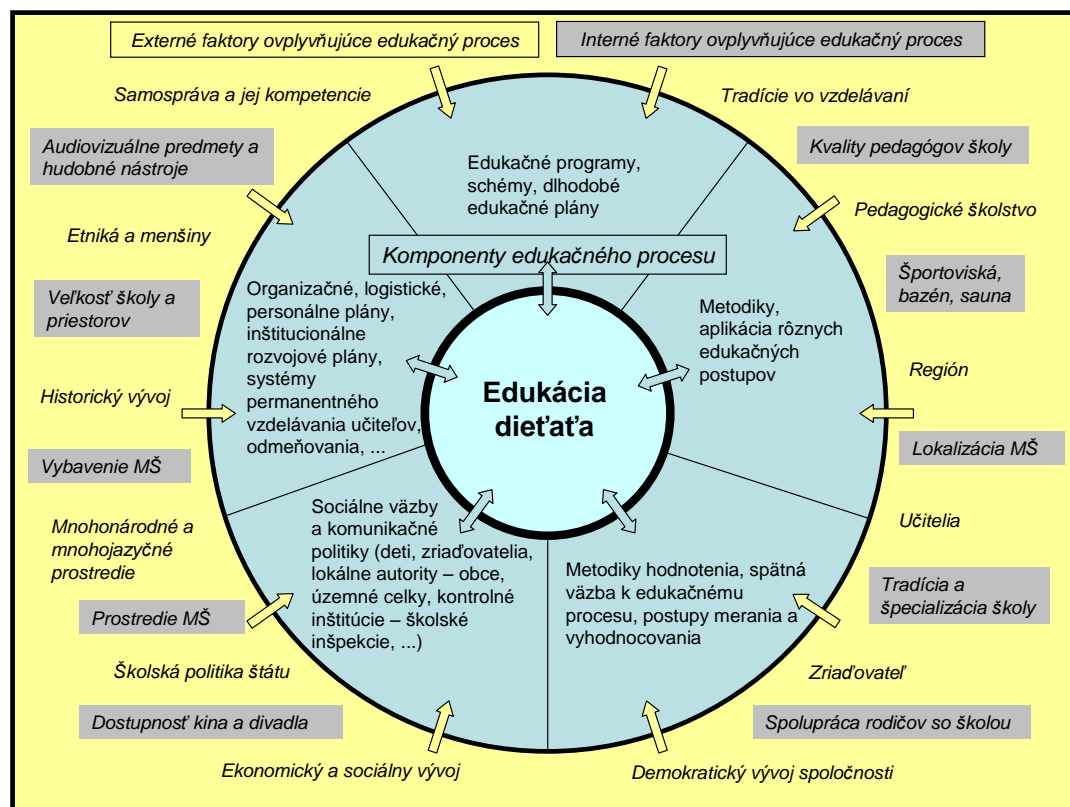 Externé faktory ovplyvňujúce edukačný proces
Interné faktory ovplyvňujúce edukačný proces
Samospráva a jej kompetencie
Tradície vo vzdelávaní
Audiovizuálne predmety a
hudobné nástroje
Kvality pedagógov školy
Edukačné programy,
schémy, dlhodobé
edukačné plány
Etniká a menšiny
Pedagogické školstvo
Komponenty edukačného procesu
Veľkosť školy a
priestorov
Športoviská,
bazén, sauna
Organizačné, logistické,
personálne plány,
inštitucionálne
rozvojové plány,
systémy
permanentného
vzdelávania učiteľov,
odmeňovania, ...
Metodiky,
aplikácia rôznych
edukačných
postupov
Edukácia
dieťaťa
Historický vývoj
Región
Vybavenie MŠ
Lokalizácia MŠ
Mnohonárodné a
mnohojazyčné
prostredie
Učitelia
Sociálne väzby
a komunikačné
politiky (deti, zriaďovatelia,
lokálne autority – obce,
územné celky, kontrolné
inštitúcie – školské
inšpekcie, ...)
Metodiky hodnotenia, spätná
väzba k edukačnému
procesu, postupy merania a
vyhodnocovania
Prostredie MŠ
Tradícia a
špecializácia školy
Školská politika štátu
Zriaďovateľ
Dostupnosť kina a divadla
Spolupráca rodičov so školou
Ekonomický a sociálny vývoj
Demokratický vývoj spoločnosti